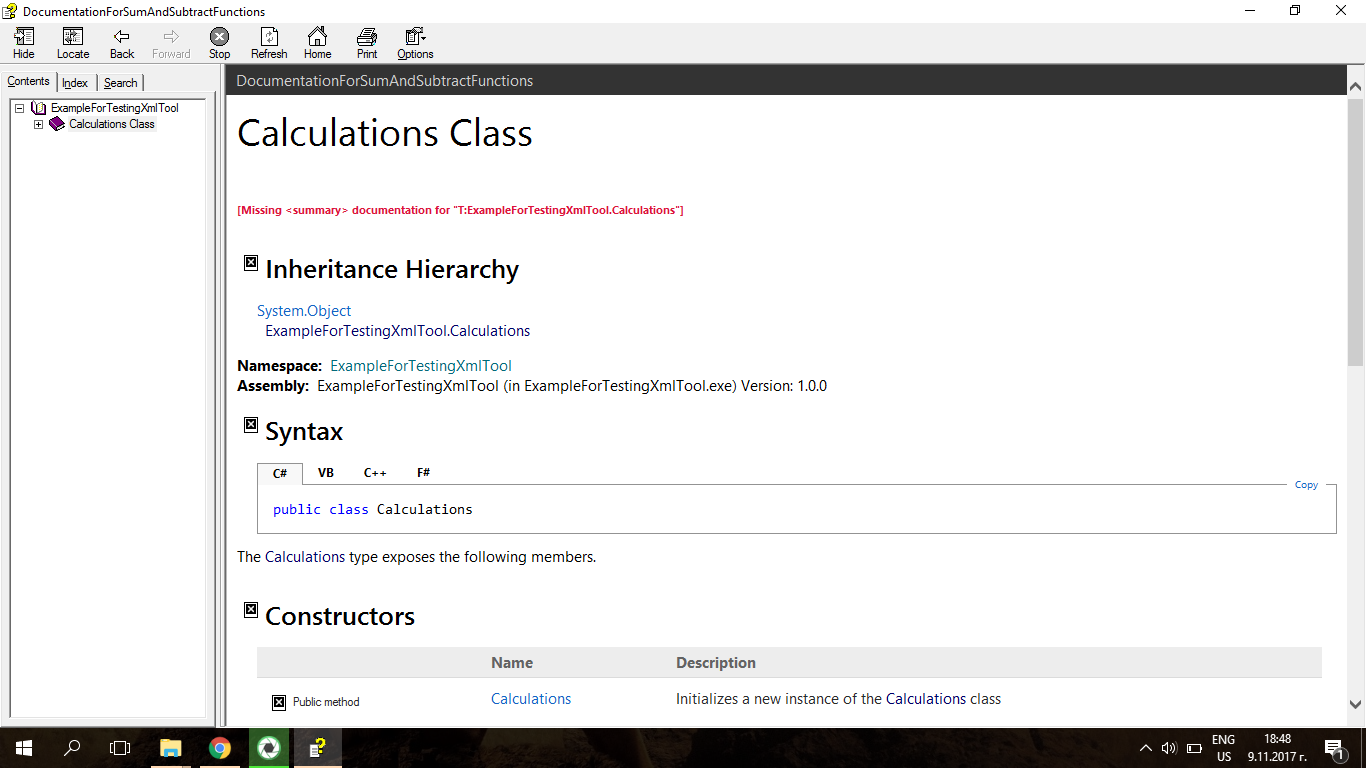 DocumentationForSumAndSubtractFunctions
Hide Locate Back Forward Stop Refresh Home Print Options
Contents Index Search
ExampleForTestingXmlTool
Calculations Class
DocumentationForSumAndSubtractFunctions
Calculations Class
[Missing <summary> documentation for "T:ExampleForTestingXmlTool.Calculations"]
Inheritance Hierarchy
System.Object
ExampleForTestingXmlTool.Calculations
Namespace: ExampleForTestingXmlTool
Assembly: ExampleForTestingXmlTool (in ExampleForTestingXmlTool.exe) Version: 1.0.0
Syntax
C# VB C++ F#
Copy
public class Calculations
The Calculations type exposes the following members.
Constructors
Name Description
Public method Calculations Initializes a new instance of the Calculations class
ENG 18:48
US 9.11.2017 г. 1